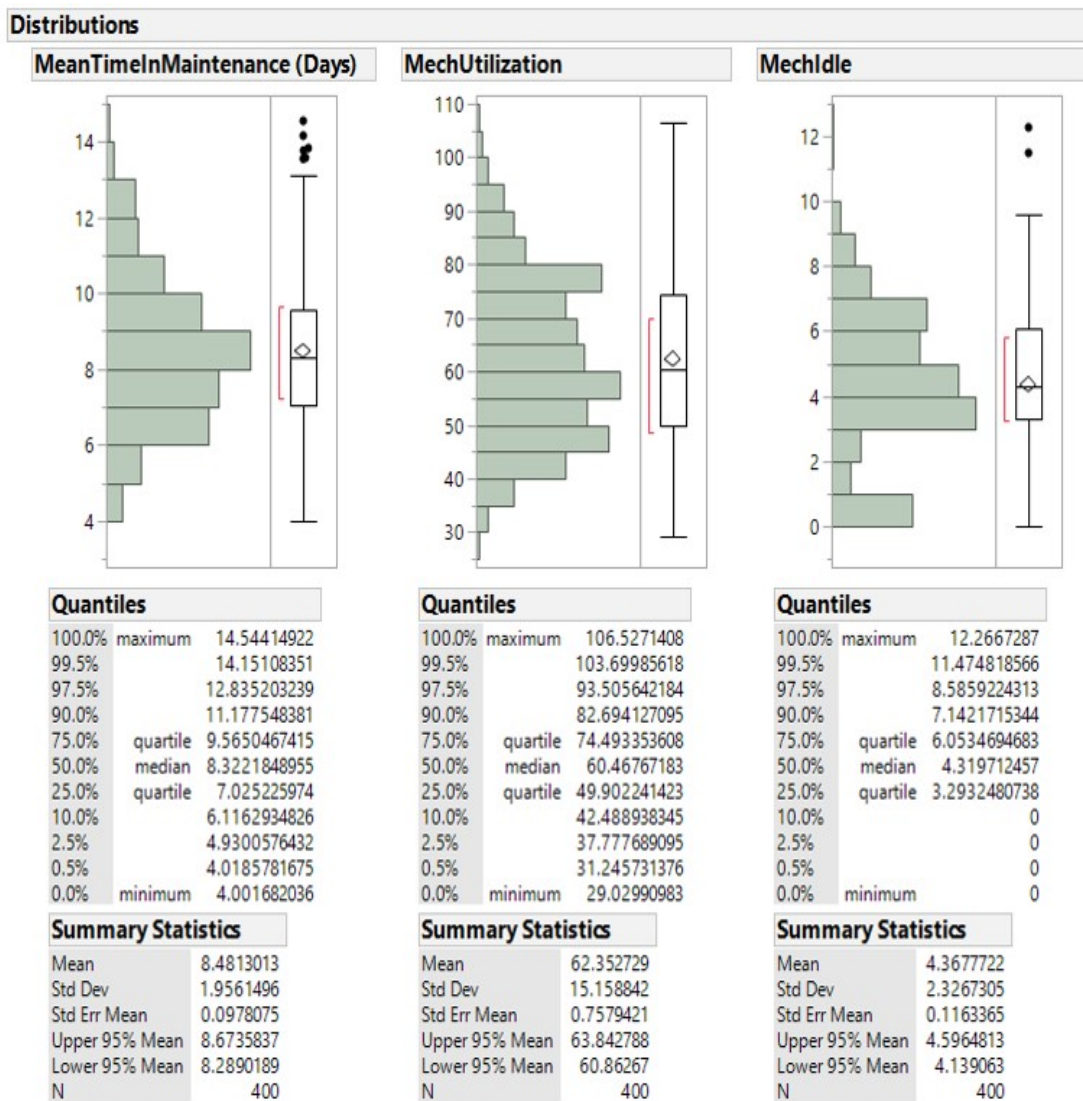 Distributions
MeanTimeInMaintenance (Days)
14
12
10
8
6
4
Quantiles
100.0% maximum 14.54414922
99.5% 14.15108351
97.5% 12.835203239
90.0% 11.177548381
75.0% quartile 9.5650467415
50.0% median 8.3221848955
25.0% quartile 7.025225974
10.0% 6.1162934826
2.5% 4.9300576432
0.5% 4.0185781675
0.0% minimum 4.001682036
Summary Statistics
Mean 8.4813013
Std Dev 1.9561496
Std Err Mean 0.0978075
Upper 95% Mean 8.6735837
Lower 95% Mean 8.2890189
N 400
MechUtilization
110
100
90
80
70
60
50
40
30
Quantiles
100.0% maximum 106.5271408
99.5% 103.69985618
97.5% 93.505642184
90.0% 82.694127095
75.0% quartile 74.493353608
50.0% median 60.46767183
25.0% quartile 49.902241423
10.0% 42.488938345
2.5% 37.777689095
0.5% 31.245731376
0.0% minimum 29.02990983
Summary Statistics
Mean 62.352729
Std Dev 15.158842
Std Err Mean 0.7579421
Upper 95% Mean 63.842788
Lower 95% Mean 60.86267
N 400
MechIdle
12
10
8
6
4
2
0
Quantiles
100.0% maximum 12.2667287
99.5% 11.474818566
97.5% 8.5859224313
90.0% 7.1421715344
75.0% quartile 6.0534694683
50.0% median 4.319712457
25.0% quartile 3.2932480738
10.0% 0
2.5% 0
0.5% 0
0.0% minimum 0
Summary Statistics
Mean 4.3677722
Std Dev 2.3267305
Std Err Mean 0.1163365
Upper 95% Mean 4.5964813
Lower 95% Mean 4.139063
N 400